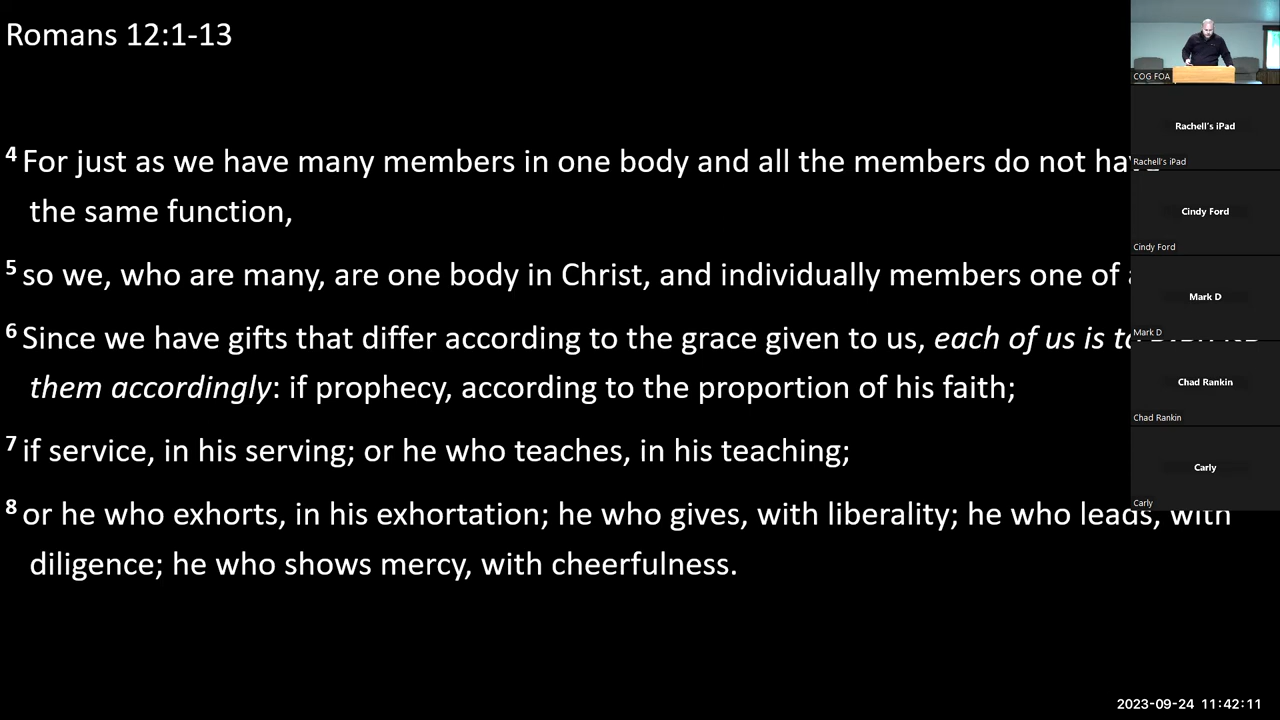 Romans 12:1-13
4 For just as we have many members in one body and all the members do not
the same function,
5 so we, who are many, are one body in Christ, and individually members one of
6 Since we have gifts that differ according to the grace given to us, each of us is
them accordingly: if prophecy, according to the proportion of his faith;
7 if service, in his serving; or he who teaches, in his teaching;
8 or he who exhorts, in his exhortation; he who gives, with liberality; he who leads, with
diligence; he who shows mercy, with cheerfulness.
COG FOA
Rachell's iPad
Rachell's iPad
Cindy Ford
Cindy Ford
Mark D
Mark D
Chad Rankin
Chad Rankin
Carly
Carly
2023-09-24 11:42:11